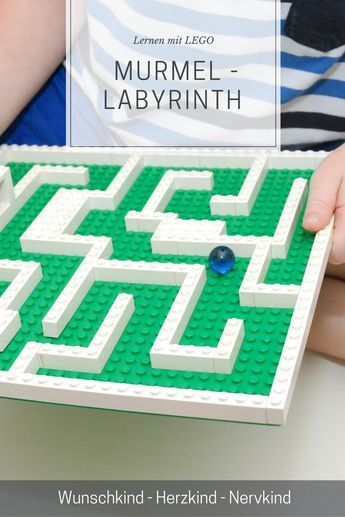 Lernen mit LEGO
MURMEL -
LABYRINTH
Wunschkind - Herzkind - Nervkind